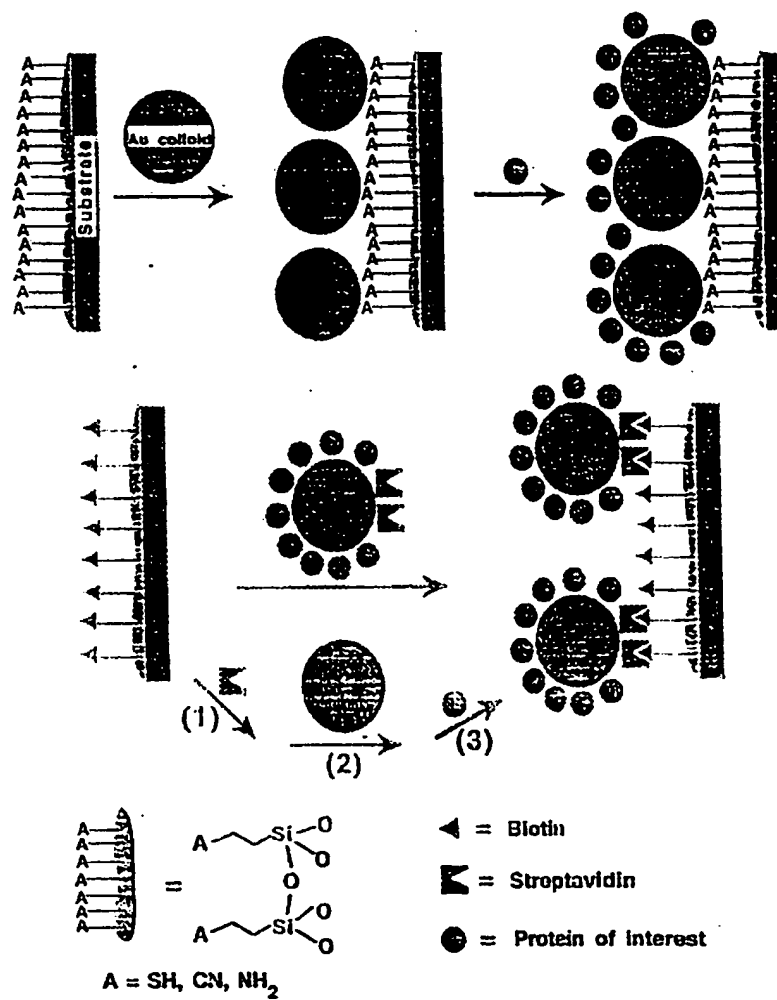 A A A A A A A A A A A A A A A
Substrate
Au colloid
A A A A A A A A A A A A A A A
A A A A A A A A A A A A A A A
(1)
(2)
(3)
A A A A A A A A
=
A Si O O
O
A Si O O
A = SH, CN, NH₂
= Biotin
= Stroptavidin
= Protein of interest